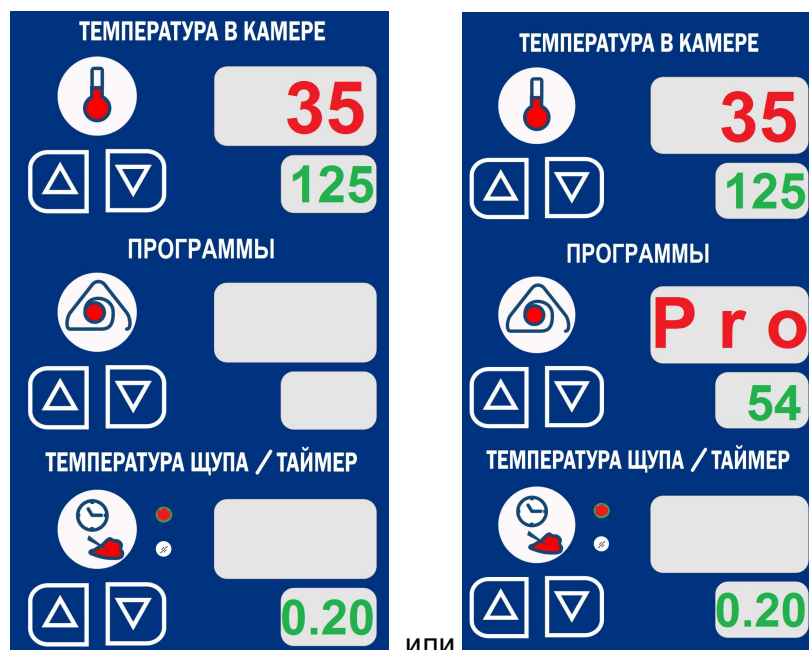 ТЕМПЕРАТУРА В КАМЕРЕ
35
125
ПРОГРАММЫ
ТЕМПЕРАТУРА ЩУПА / ТАЙМЕР
0.20
или
ТЕМПЕРАТУРА В КАМЕРЕ
35
125
ПРОГРАММЫ
P r o
54
ТЕМПЕРАТУРА ЩУПА / ТАЙМЕР
0.20